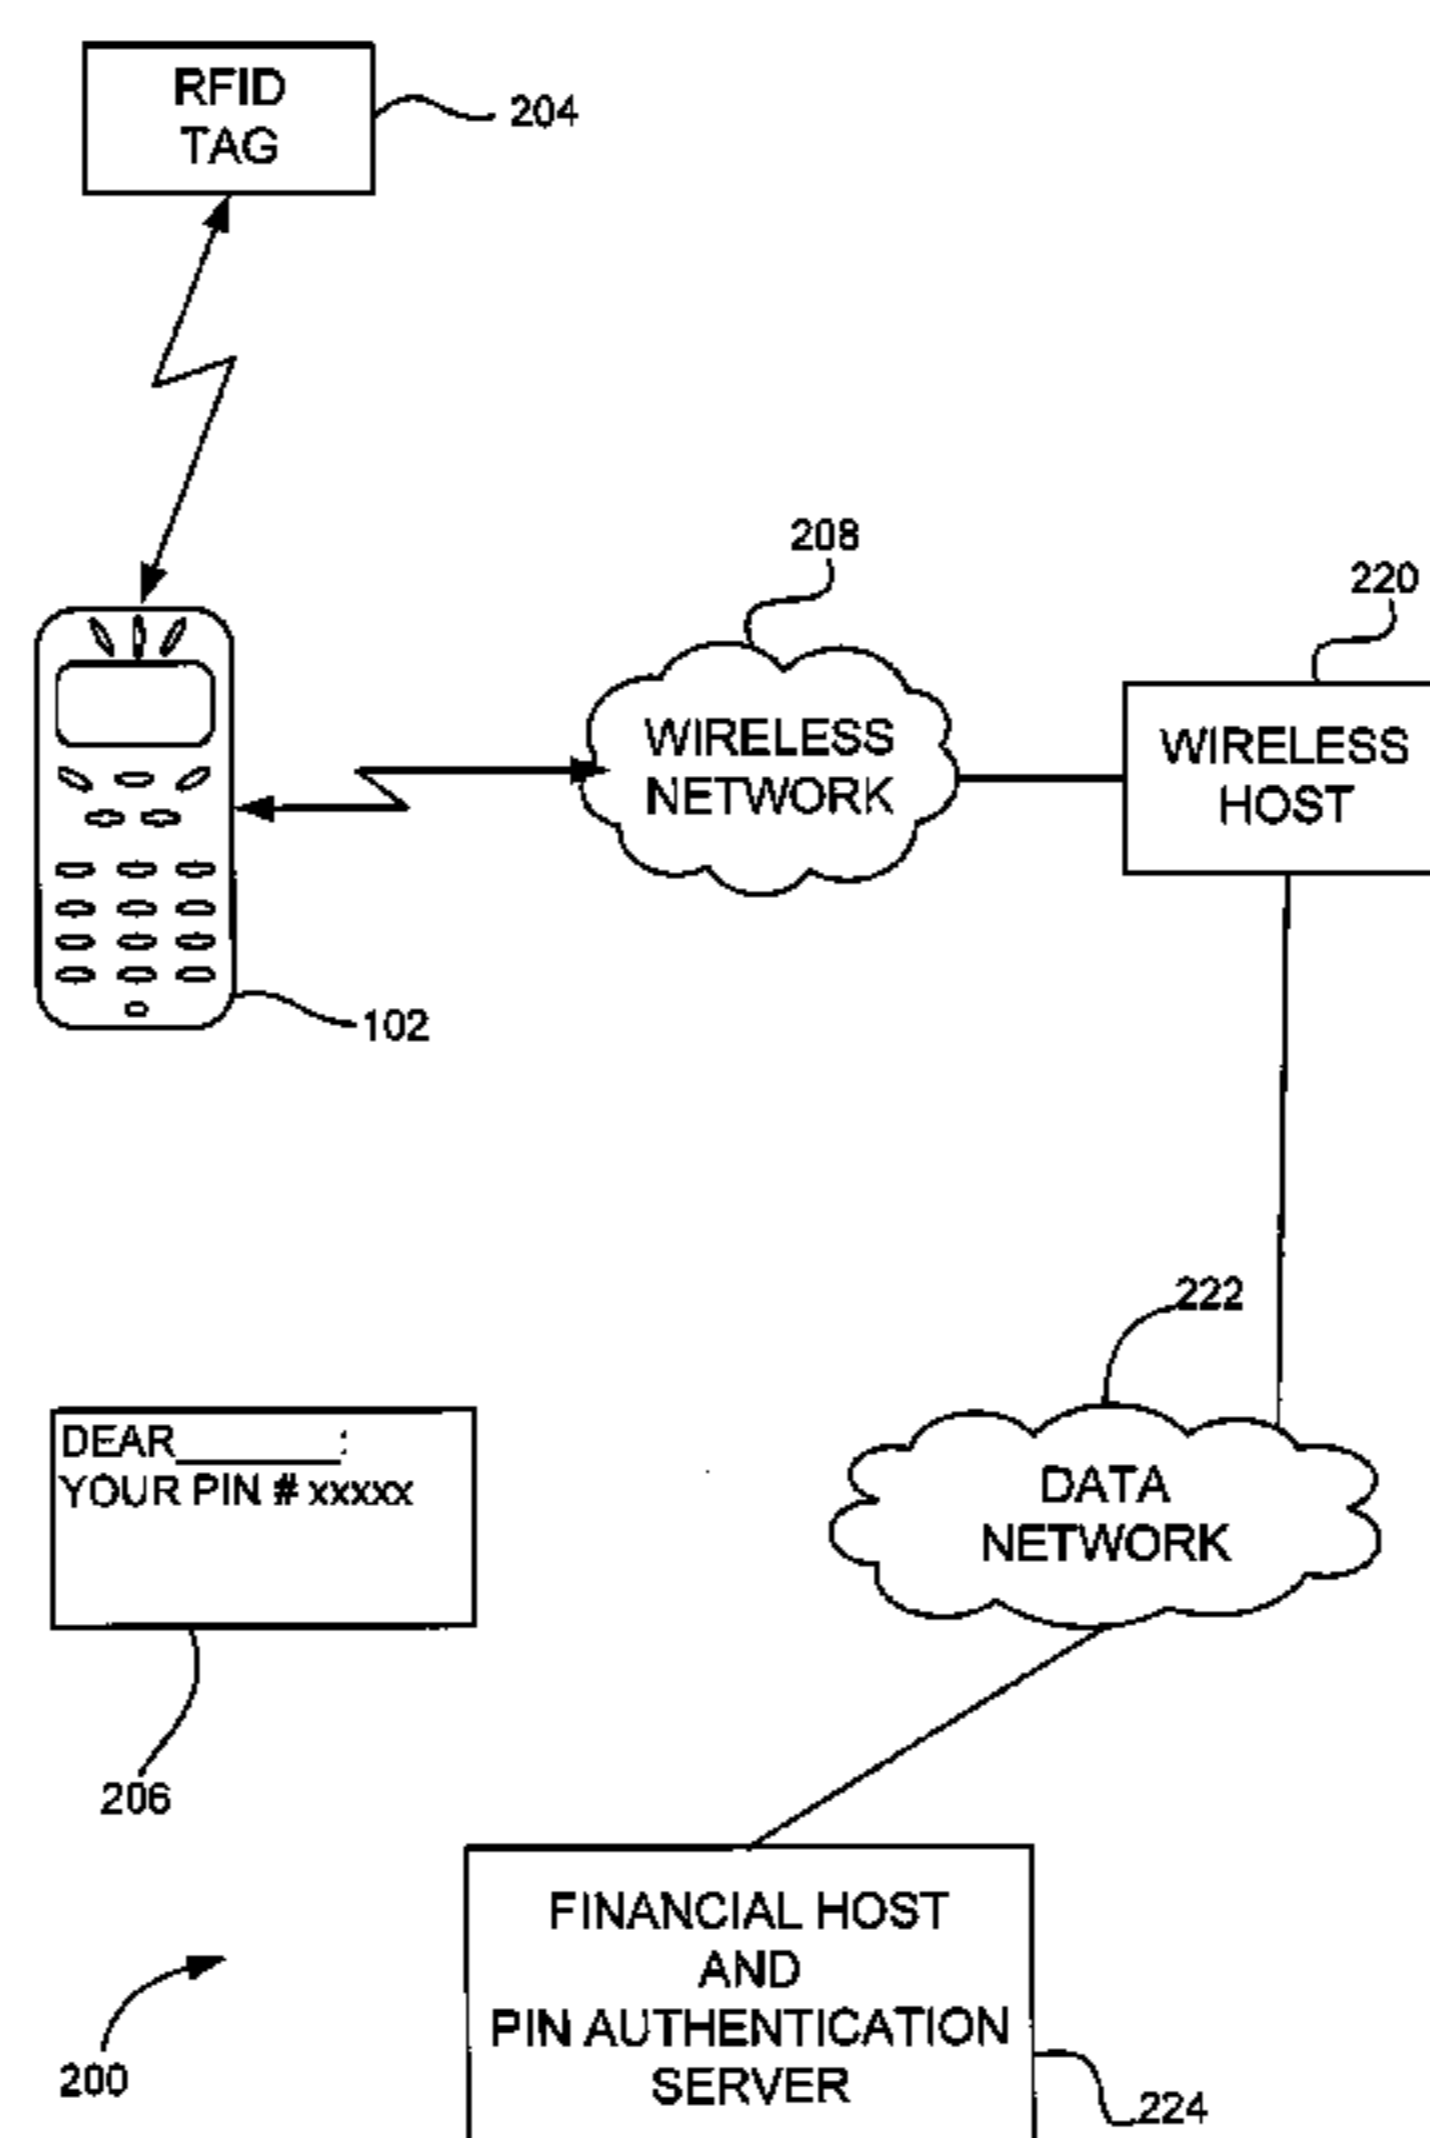 RFID
TAG
204
208
220
WIRELESS
NETWORK
WIRELESS
HOST
102
222
DEAR_______:
YOUR PIN # xxxxx
DATA
NETWORK
206
FINANCIAL HOST
AND
PIN AUTHENTICATION
SERVER
200
224